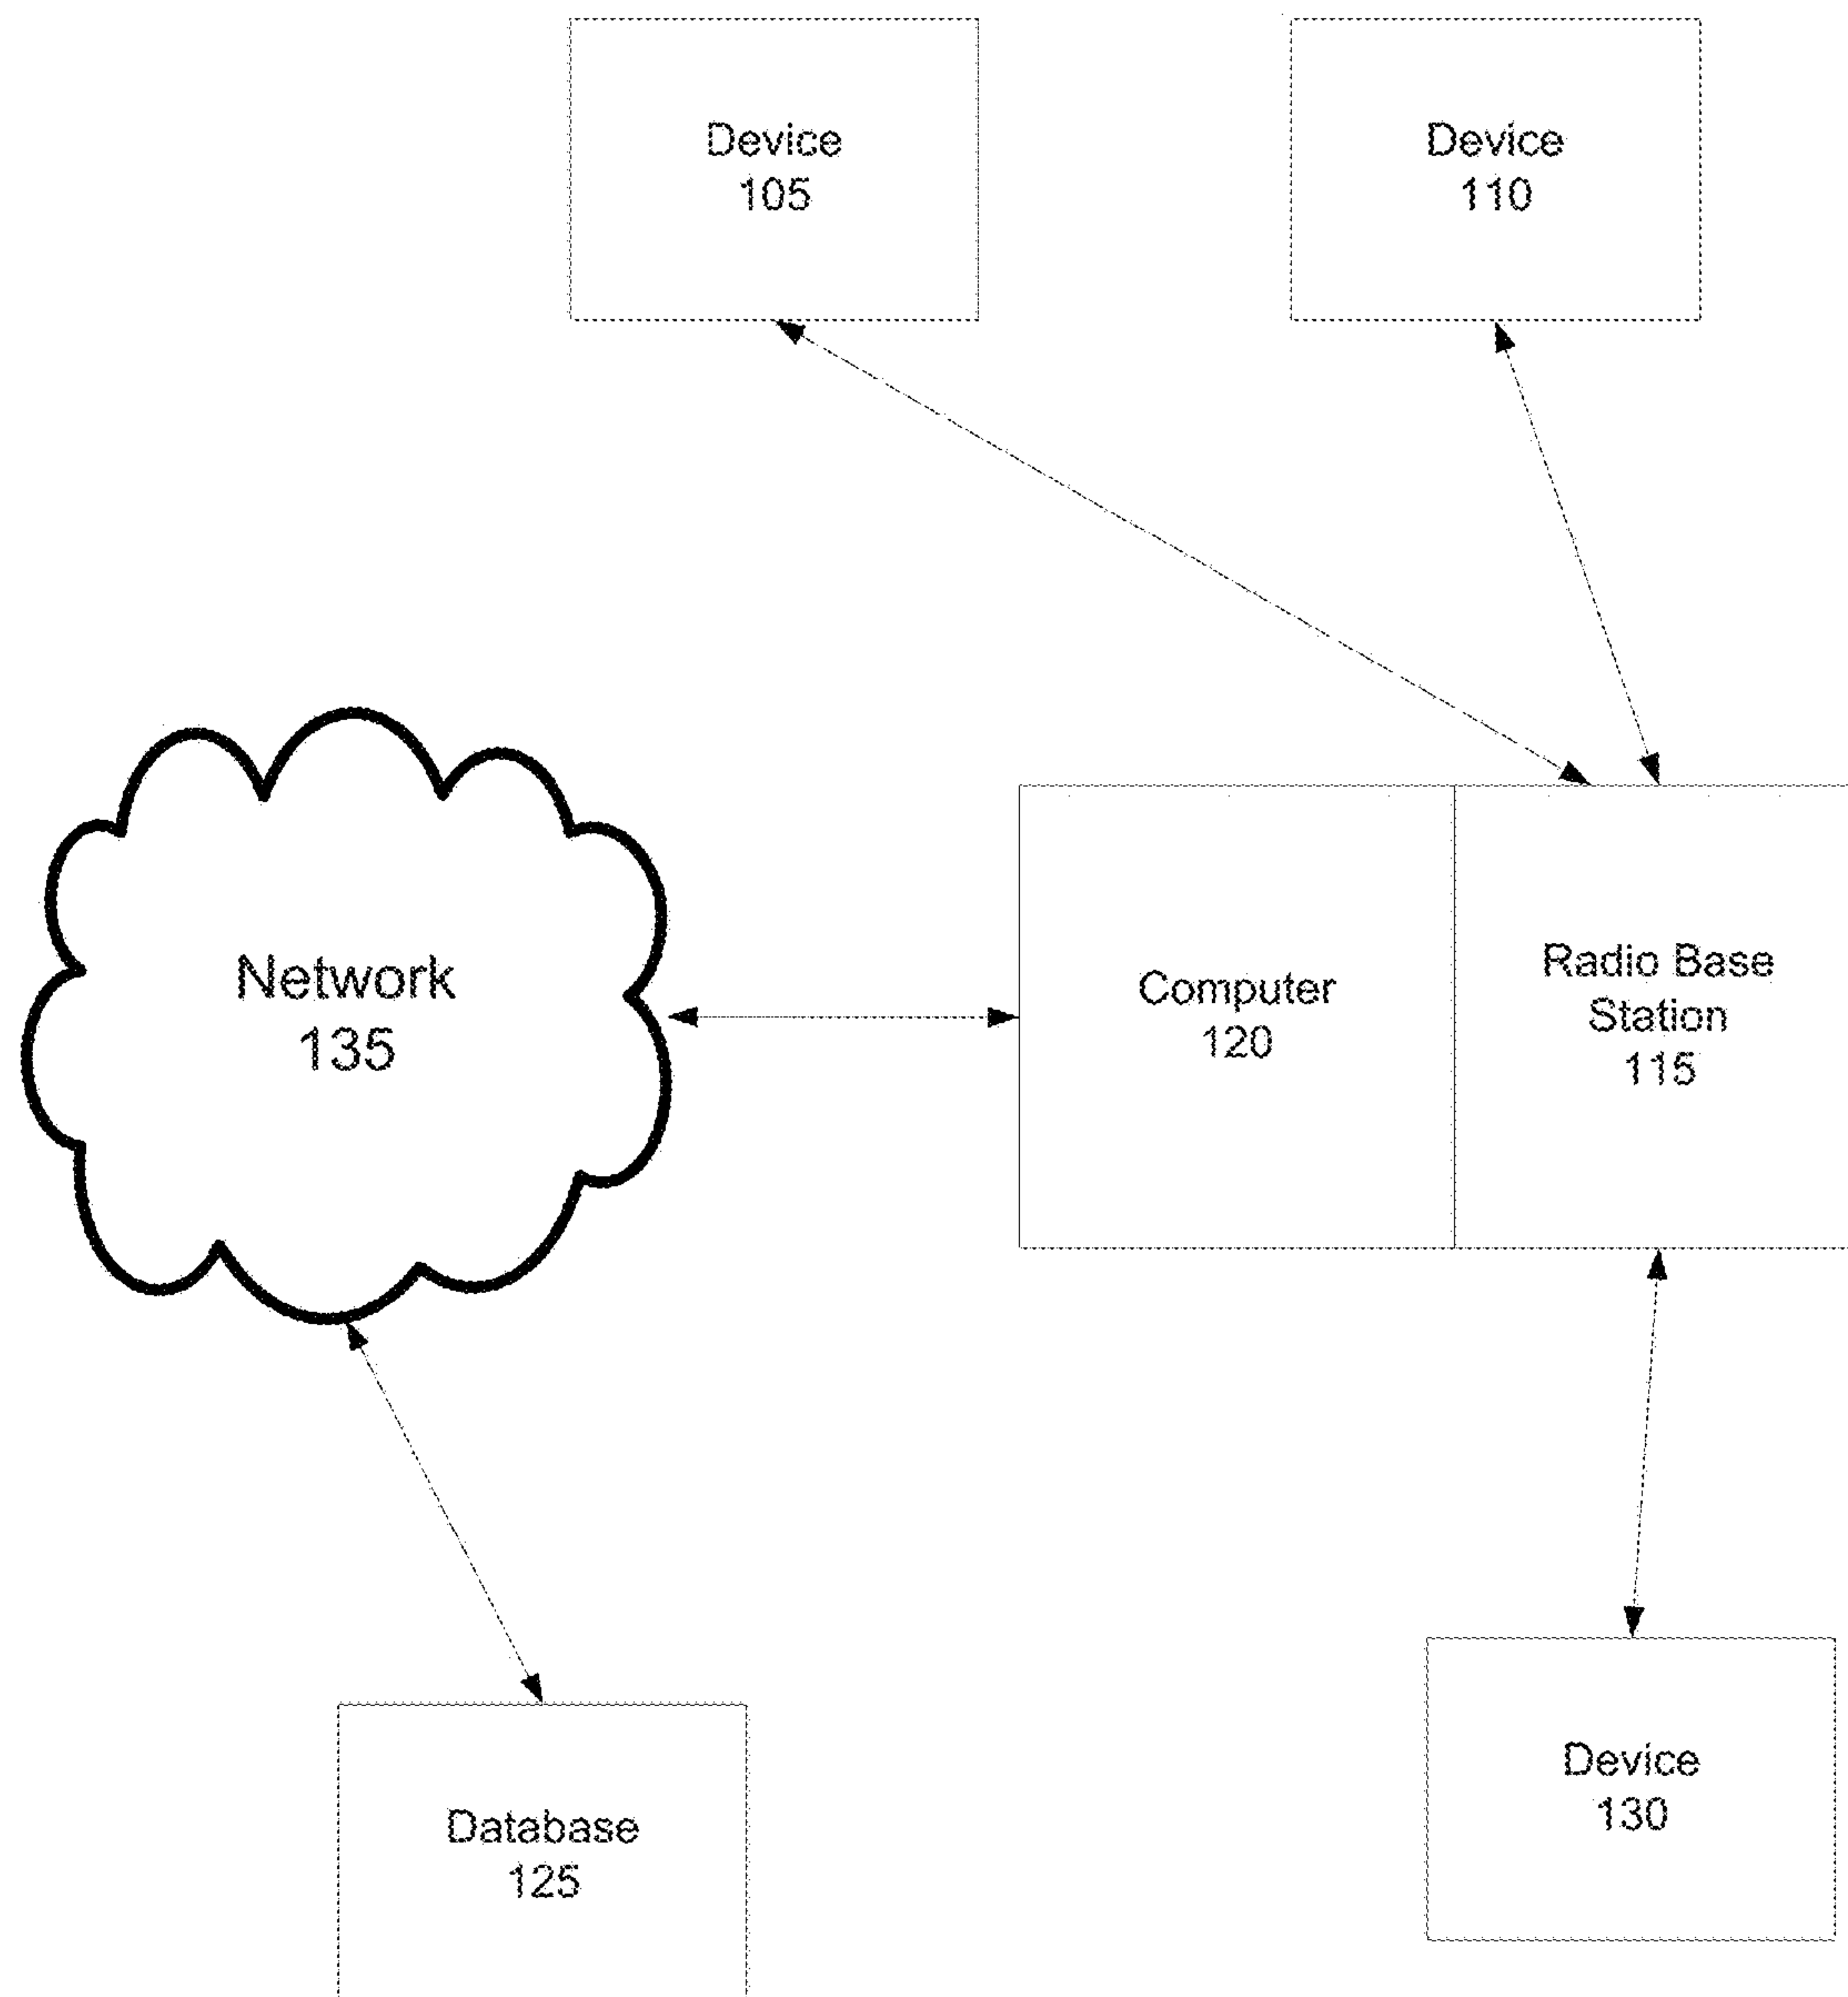 Device
105
Device
110
Network
135
Computer
120
Radio Base
Station
115
Database
125
Device
130